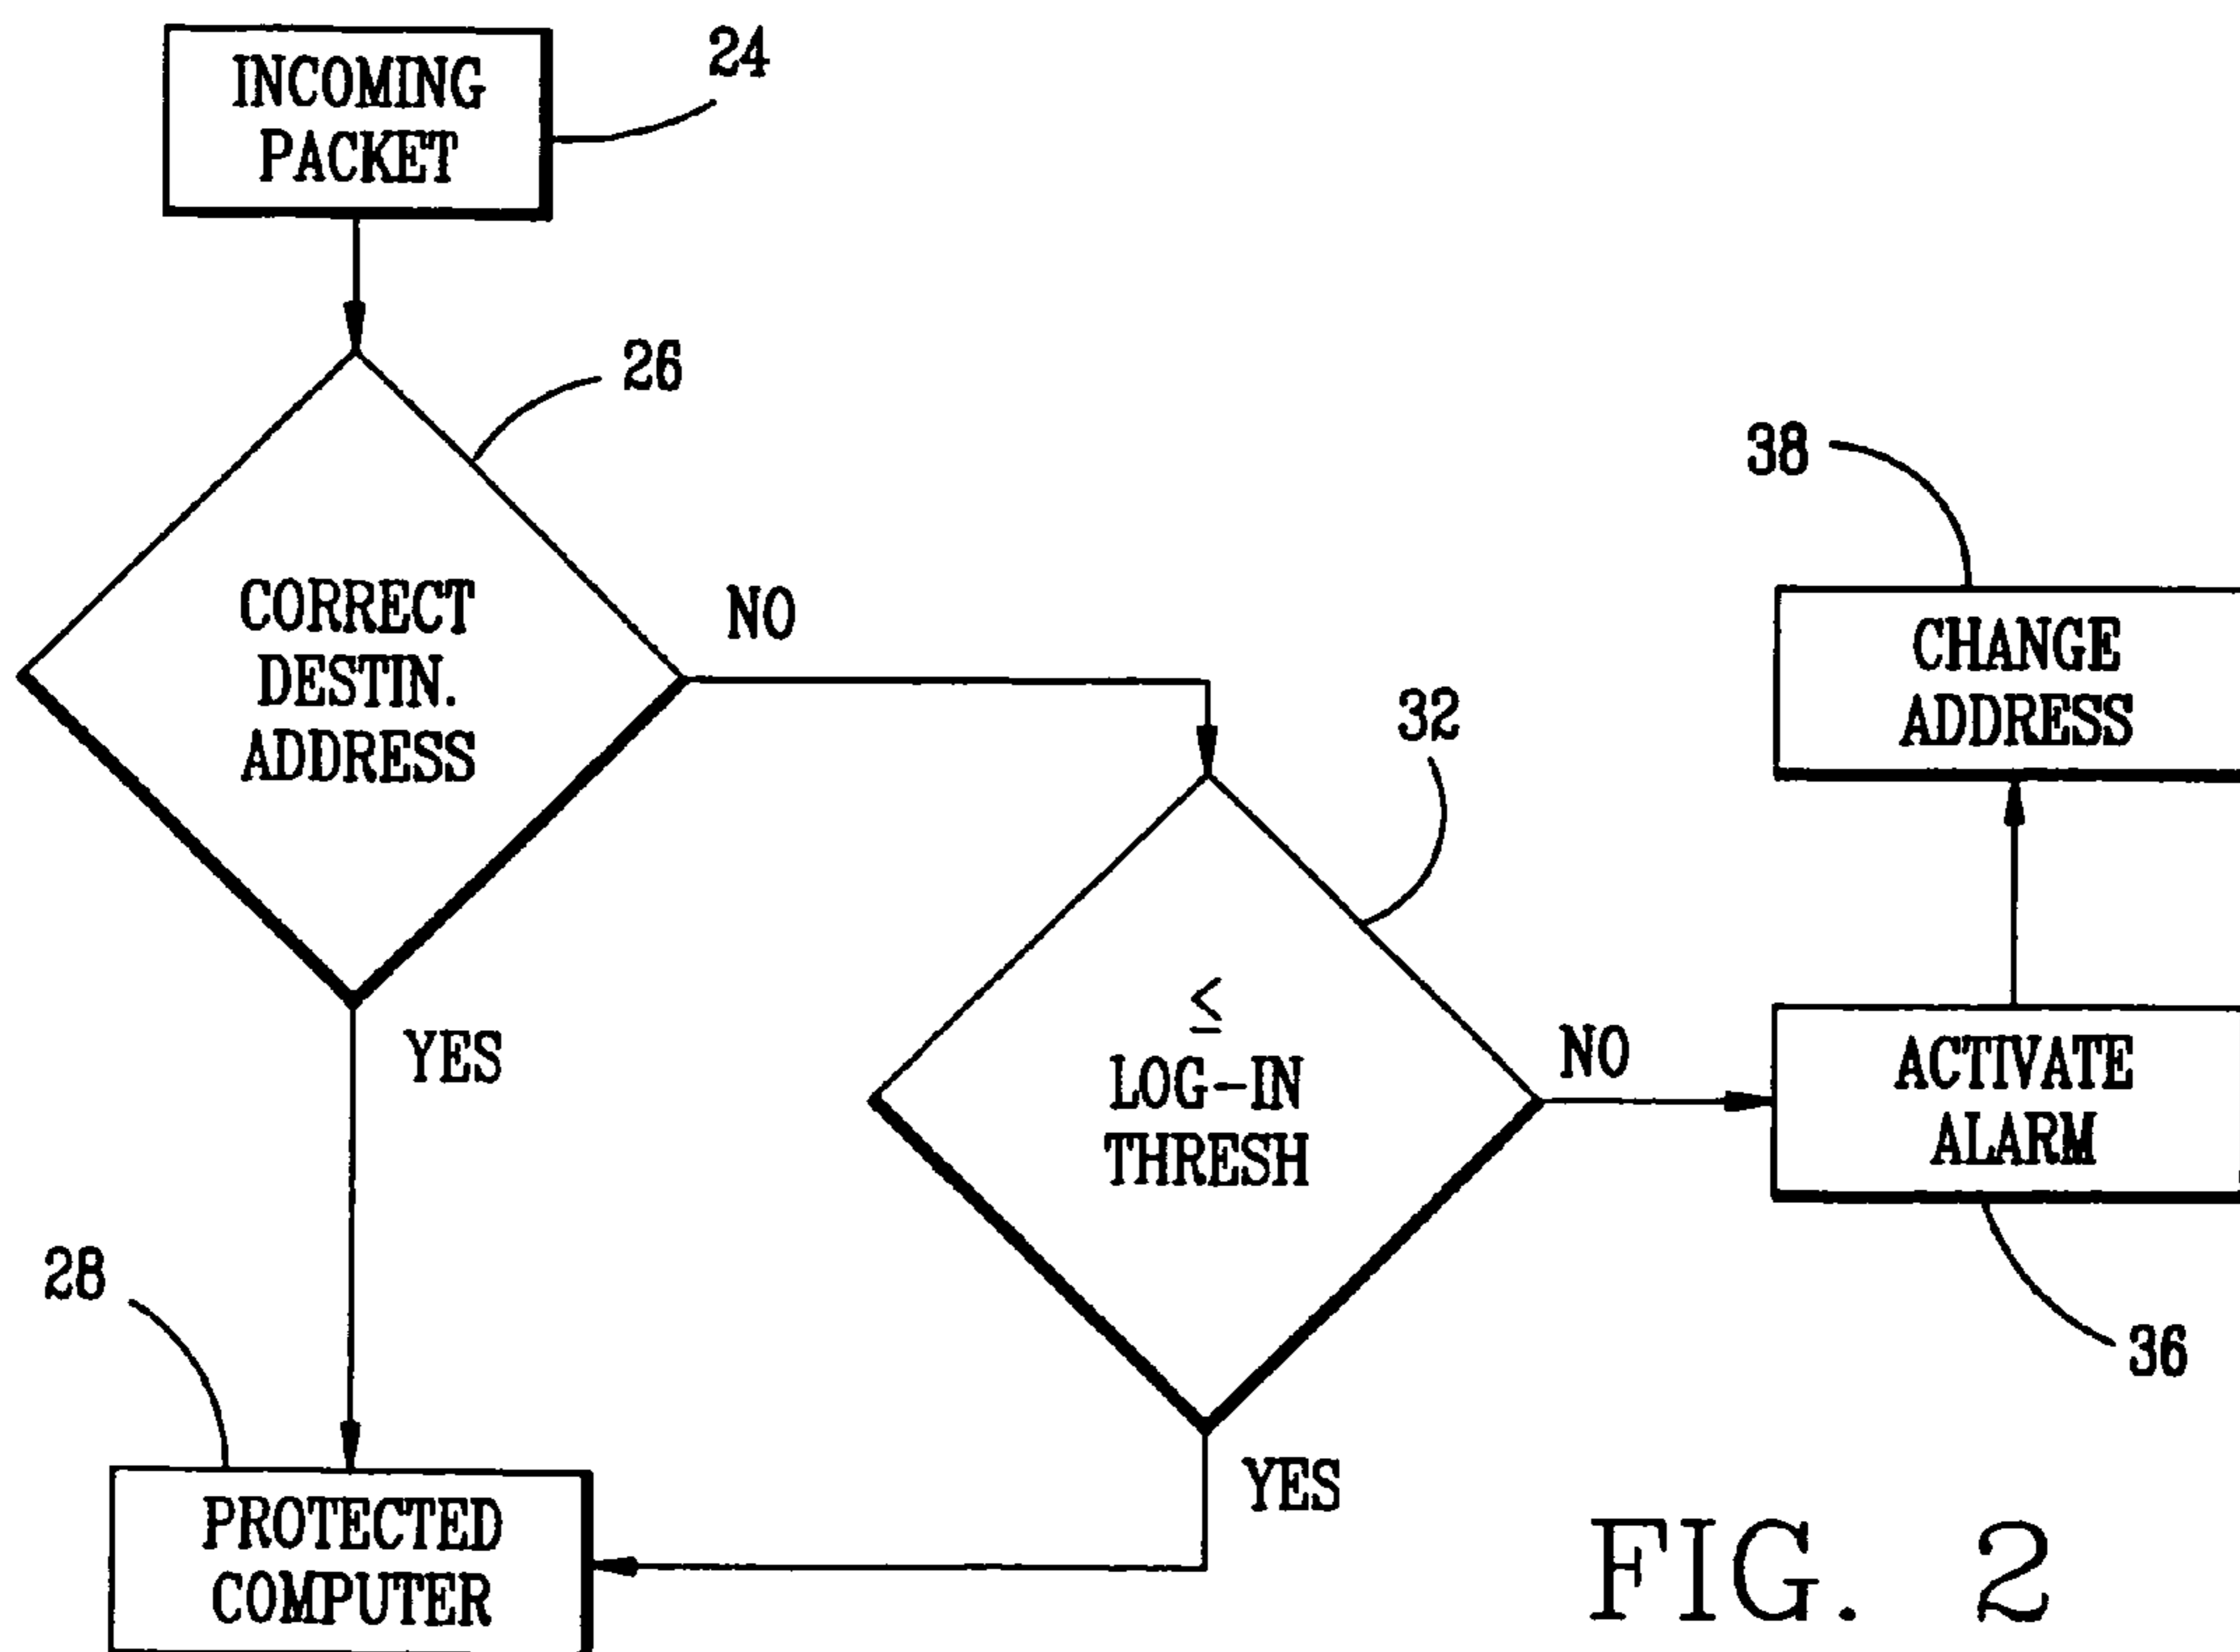 INCOMING
PACKET
24
26
CORRECT
DESTIN.
ADDRESS
NO
YES
32
≤
LOG-IN
THRESH
NO
YES
38
CHANGE
ADDRESS
ACTIVATE
ALARM
36
28
PROTECTED
COMPUTER
FIG. 2